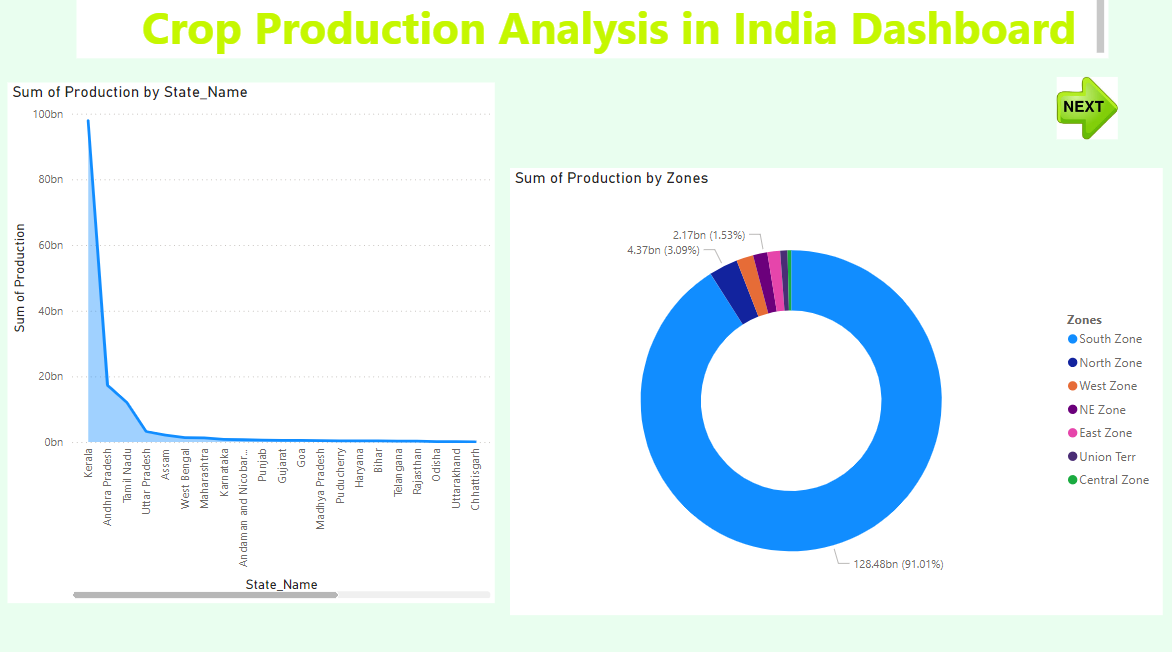 Crop Production Analysis in India Dashboard
Sum of Production by State_Name
100bn
80bn
60bn
40bn
20bn
0bn
Sum of Production
Kerala
Andhra Pradesh
Tamil Nadu
Uttar Pradesh
Assam
West Bengal
Maharashtra
Karnataka
Andaman and Nicobar...
Punjab
Gujarat
Goa
Madhya Pradesh
Puducherry
Haryana
Bihar
Telangana
Rajasthan
Odisha
Uttarakhand
Chhattisgarh
State_Name
NEXT
Sum of Production by Zones
2.17bn (1.53%)
4.37bn (3.09%)
128.48bn (91.01%)
Zones
South Zone
North Zone
West Zone
NE Zone
East Zone
Union Terr
Central Zone